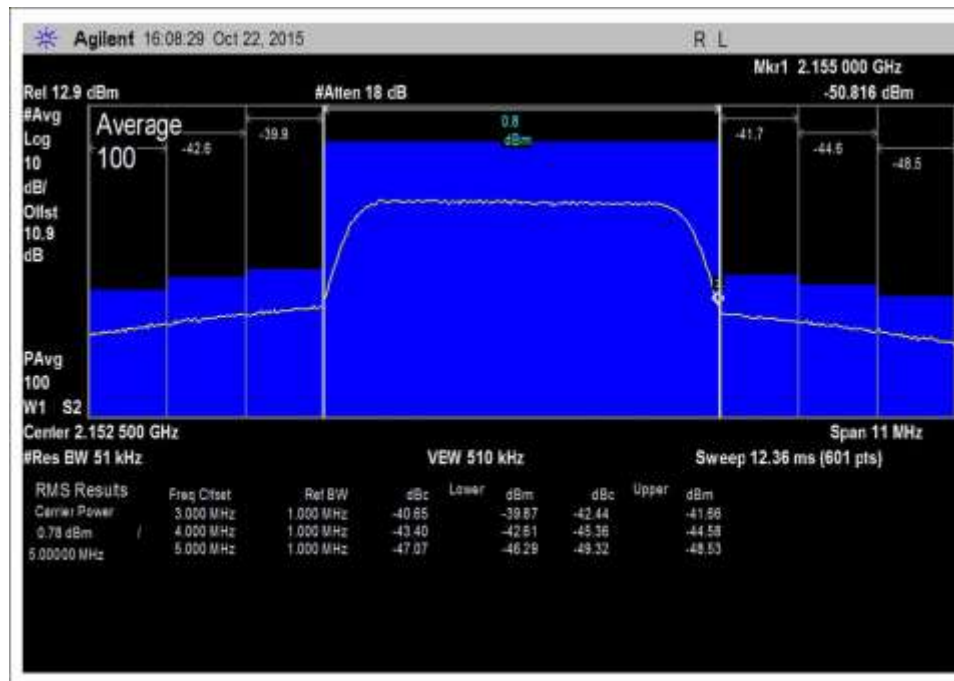 Agilent 16:08:29 Oct 22, 2015 R L
Mkr1 2.155 000 GHz
Ref 12.9 dBm #Atten 18 dB -50.816 dBm
#Avg
Log
10
dB/
Offst
10.9
dB
Average
100
-42.6
-39.9
0.8
dBm
-41.7
-44.6
-48.5
PAvg
100
W1 S2
Center 2.152 500 GHz Span 11 MHz
#Res BW 51 kHz VBW 510 kHz Sweep 12.36 ms (601 pts)
RMS Results Freq Offset Ref BW dBc Lower dBm dBc Upper dBm
Carrier Power 3.000 MHz 1.000 MHz -40.65 -39.87 -42.44 -41.66
0.78 dBm / 4.000 MHz 1.000 MHz -43.40 -42.61 -45.36 -44.58
5.00000 MHz 5.000 MHz 1.000 MHz -47.07 -46.29 -49.32 -48.53